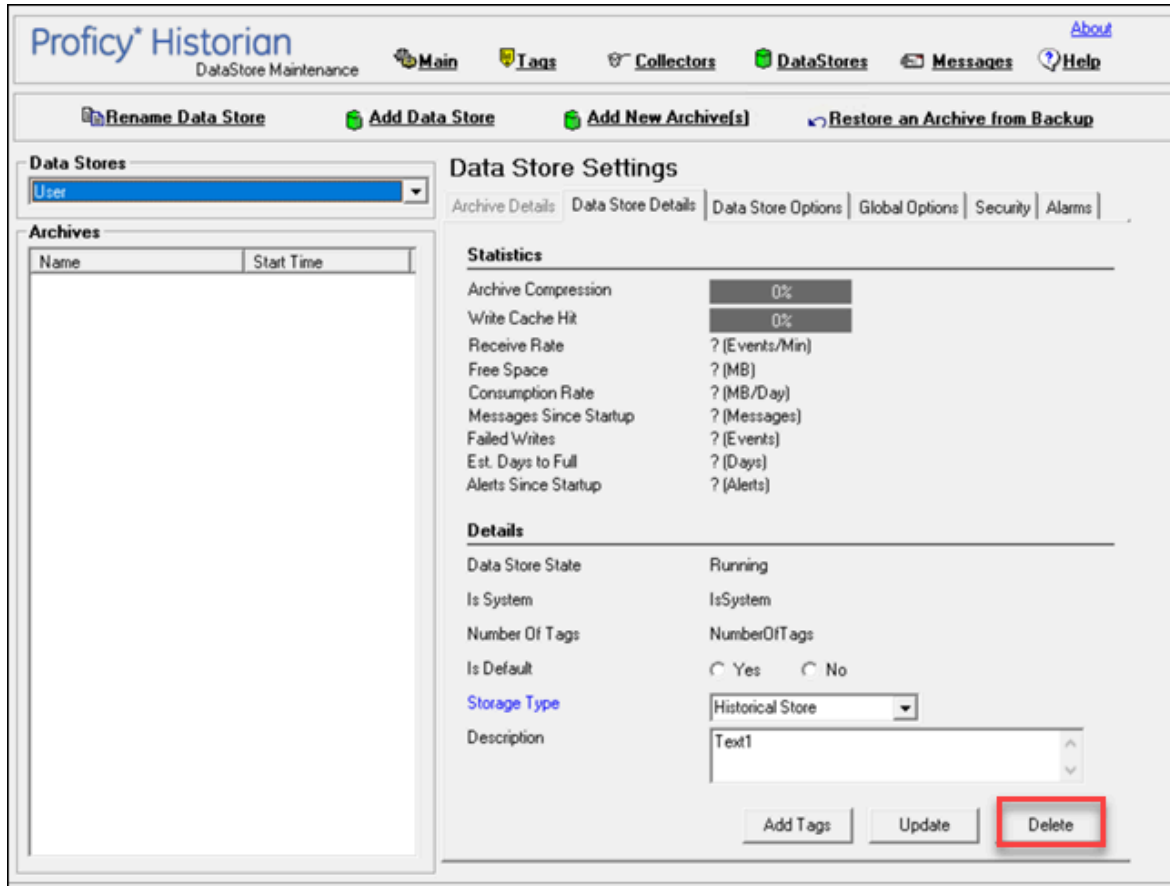 About
Proficy* Historian
DataStore Maintenance
Main Tags Collectors DataStores Messages Help
Rename Data Store Add Data Store Add New Archive(s) Restore an Archive from Backup
Data Stores
User
Archives
Name Start Time
Data Store Settings
Archive Details Data Store Details Data Store Options Global Options Security Alarms
Statistics
Archive Compression 0%
Write Cache Hit 0%
Receive Rate ? (Events/Min)
Free Space ? (MB)
Consumption Rate ? (MB/Day)
Messages Since Startup ? (Messages)
Failed Writes ? (Events)
Est. Days to Full ? (Days)
Alerts Since Startup ? (Alerts)
Details
Data Store State Running
Is System IsSystem
Number Of Tags NumberOfTags
Is Default Yes No
Storage Type Historical Store
Description Text1
Add Tags Update Delete